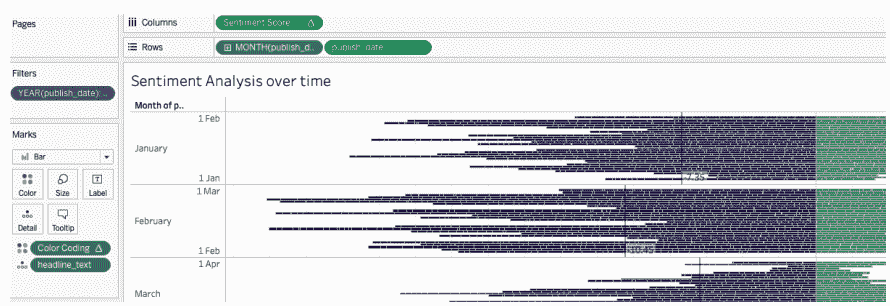 Pages
Columns
Sentiment Score
Rows
MONTH(publish_d..
publish_date
Filters
YEAR(publish_date):...
Sentiment Analysis over time
Month of p..
Marks
Bar
Color
Size
Label
Detail
Tooltip
Color Coding
headline_text
1 Feb
January
1 Jan
-7.35
1 Mar
February
1 Feb
1 Apr
March